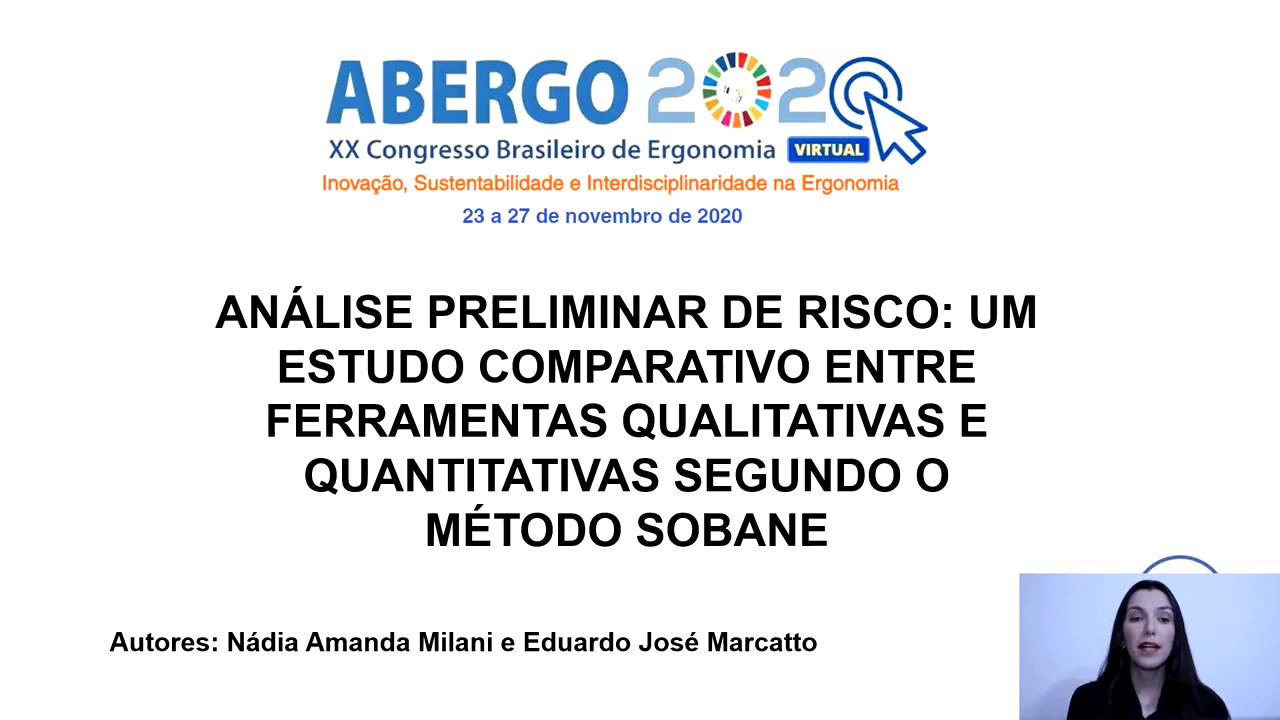 ABERGO 2020
XX Congresso Brasileiro de Ergonomia VIRTUAL
Inovação, Sustentabilidade e Interdisciplinaridade na Ergonomia
23 a 27 de novembro de 2020
ANÁLISE PRELIMINAR DE RISCO: UM
ESTUDO COMPARATIVO ENTRE
FERRAMENTAS QUALITATIVAS E
QUANTITATIVAS SEGUNDO O
MÉTODO SOBANE
Autores: Nádia Amanda Milani e Eduardo José Marcatto